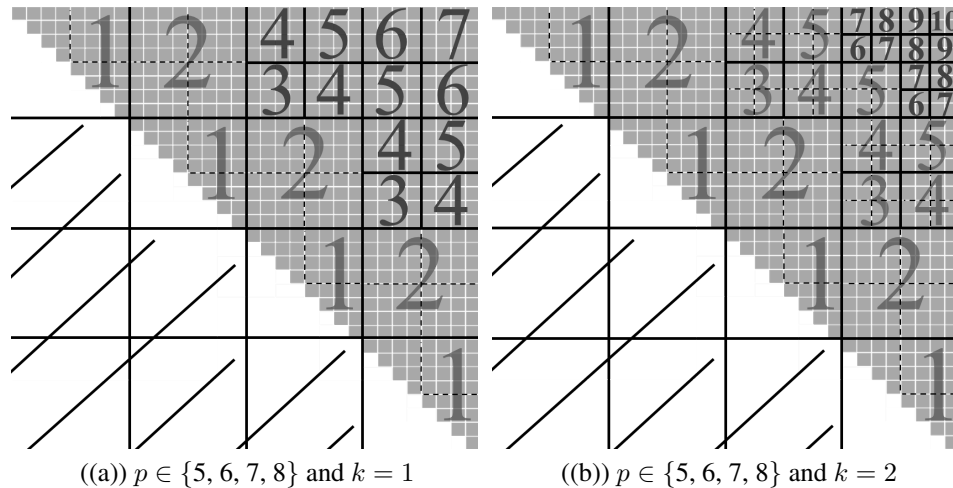 1 2 4 5 6 7
3 4 5 6
1 2 4 5
3 4
1 2
1
((a)) p ∈ {5, 6, 7, 8} and k = 1
1 2 4 5 7 8 9 10
6 7 8 9
3 4 5 7 8
6 7
1 2 4 5
3 4
1 2
1
((b)) p ∈ {5, 6, 7, 8} and k = 2